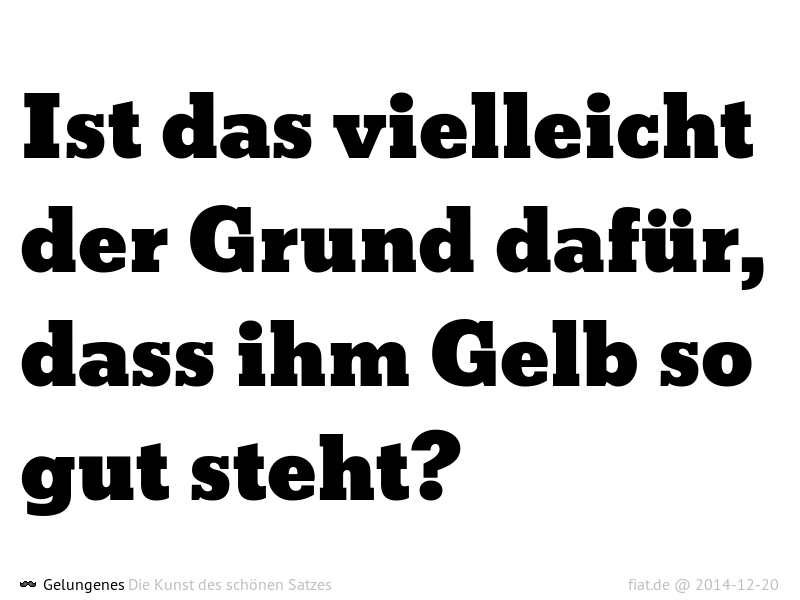 Ist das vielleicht
der Grund dafür,
dass ihm Gelb so
gut steht?
Gelungenes Die Kunst des schönen Satzes
fiat.de @ 2014-12-20